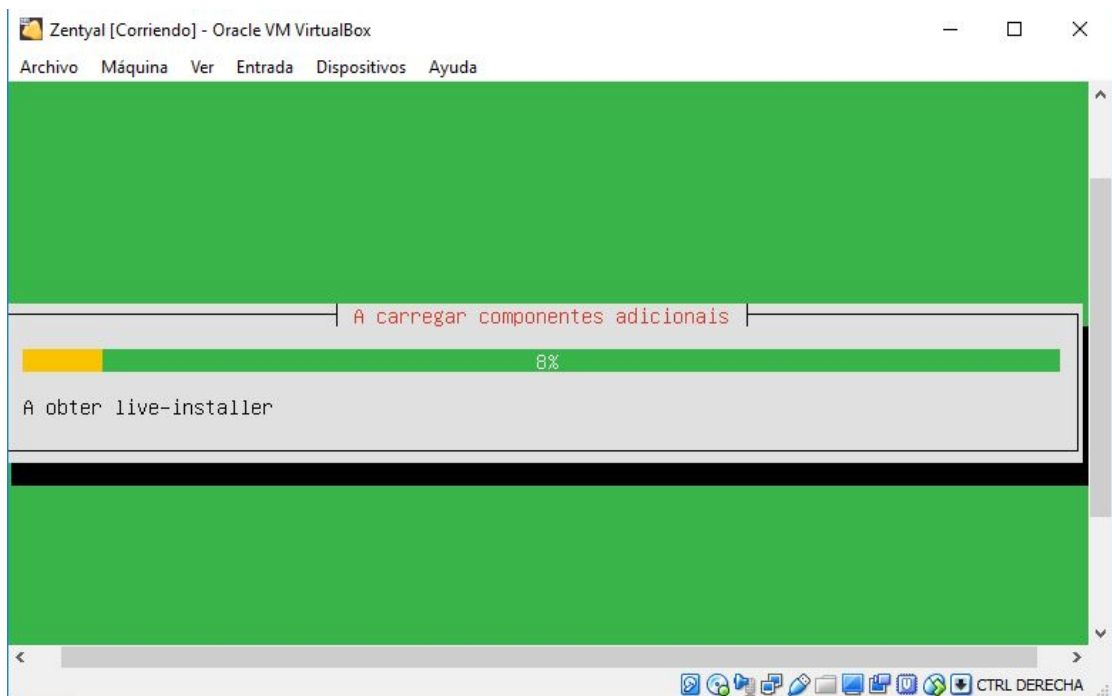 Zentyal [Corriendo] - Oracle VM VirtualBox
Archivo Máquina Ver Entrada Dispositivos Ayuda
A carregar componentes adicionais
8%
A obter live-installer
CTRL DERECHA